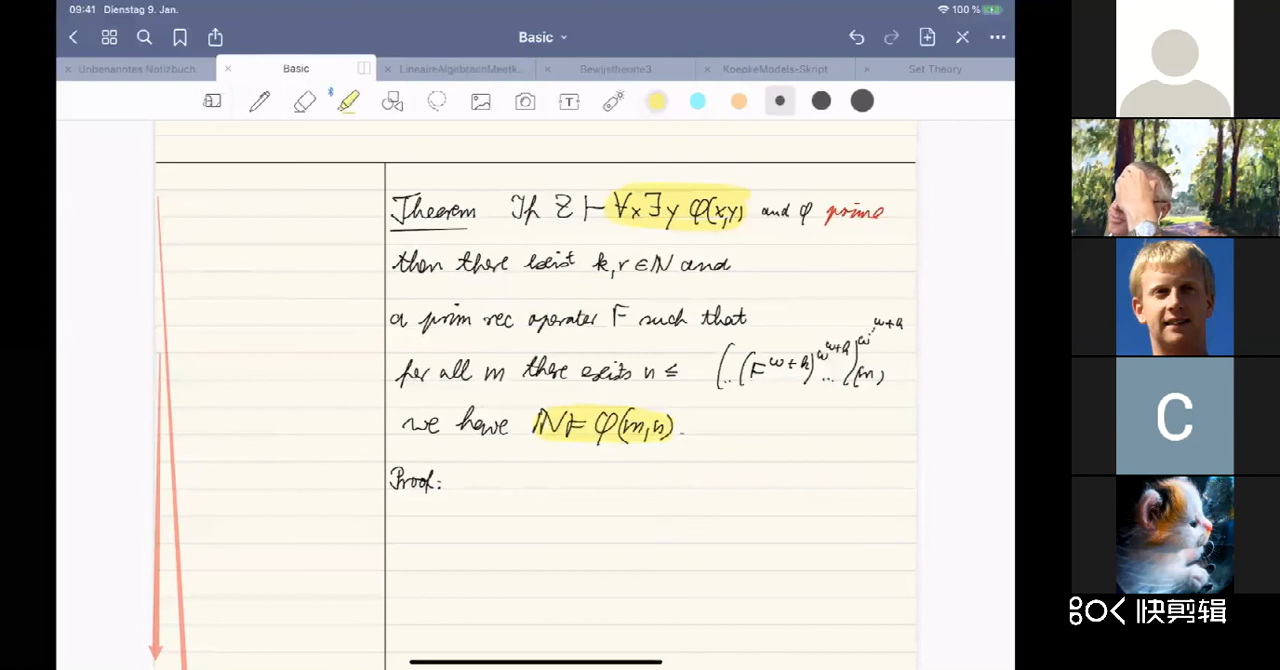 09:41 Dienstag 9. Jan.
100 %
Basic
Unbenanntes Notizbuch
Basic
LineaireAlgebraenMeetk...
Bewijstheorie3
KoepkeModels-Skript
Set Theory
Theorem If Z ⊢ ∀x∃y φ(x,y) and φ prime
then there exist k,r ∈ ℕ and
a prim rec operator F such that
for all m there exists n ≤ (..(F^{ω+k})^{ω^{ω+k}}...)^{ω^{.^{.^{ω+k}}}}(m)
we have ℕ ⊨ φ(m,n).
Proof:
C
快剪辑